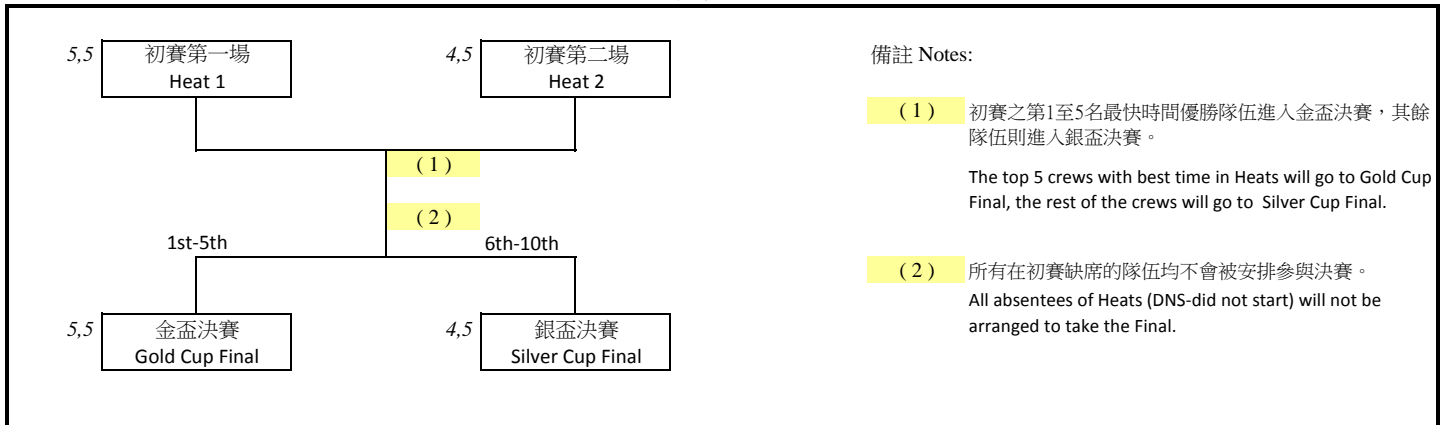 5,5 初賽第一場 4,5 初賽第二場 備註 Notes:
Heat 1 Heat 2
( 1 ) 初賽之第1至5名最快時間優勝隊伍進入金盃決賽，其餘
隊伍則進入銀盃決賽。
( 1 )
The top 5 crews with best time in Heats will go to Gold Cup
Final, the rest of the crews will go to Silver Cup Final.
( 2 )
1st-5th 6th-10th
( 2 ) 所有在初賽缺席的隊伍均不會被安排參與決賽。
All absentees of Heats (DNS-did not start) will not be
arranged to take the Final.
5,5 金盃決賽 4,5 銀盃決賽
Gold Cup Final Silver Cup Final